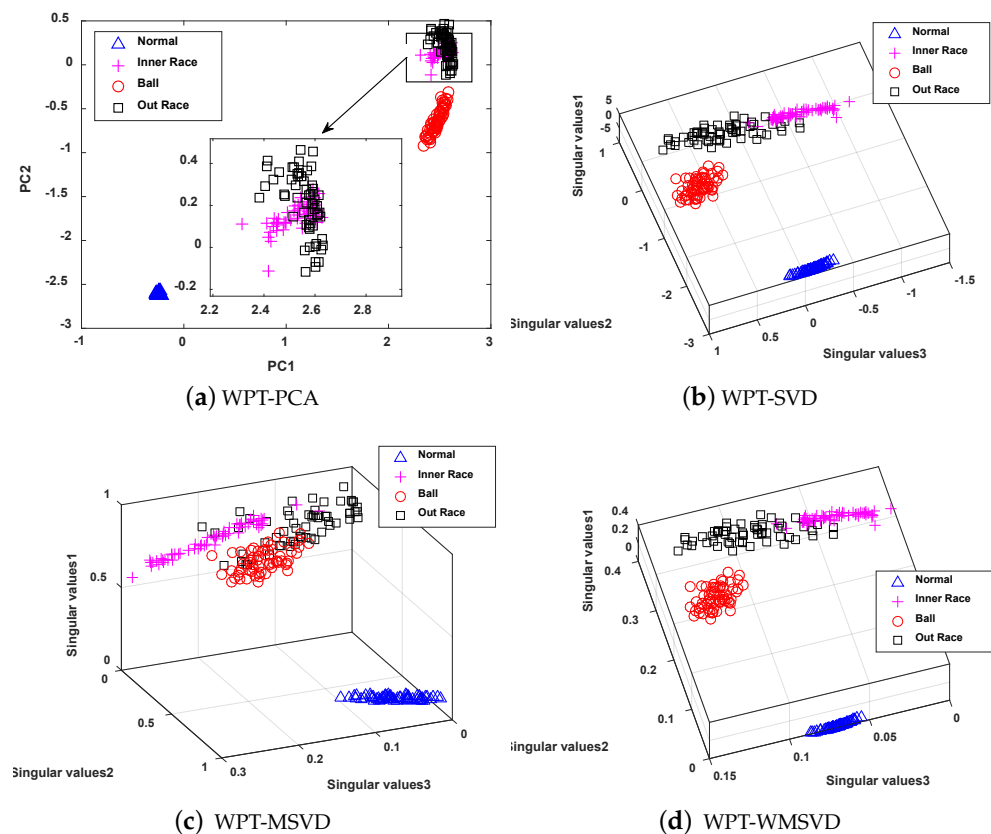 0.5
0
-0.5
-1
-1.5
-2
-2.5
-3
PC2
-1
0
1
2
3
PC1
Normal
Inner Race
Ball
Out Race
0.4
0.2
0
-0.2
2.2
2.4
2.6
2.8
(a) WPT-PCA
Normal
Inner Race
Ball
Out Race
Singular values1
5
0
-5
1
0
-1
-2
-3
Singular values2
1
0.5
0
-0.5
-1
-1.5
Singular values3
(b) WPT-SVD
Normal
Inner Race
Ball
Out Race
Singular values1
1
0.5
0
0
0.5
1
Singular values2
0.3
0.2
0.1
0
Singular values3
(c) WPT-MSVD
Normal
Inner Race
Ball
Out Race
Singular values1
0.4
0.2
0
0.4
0.3
0.2
0.1
0
Singular values2
0.15
0.1
0.05
0
Singular values3
(d) WPT-WMSVD